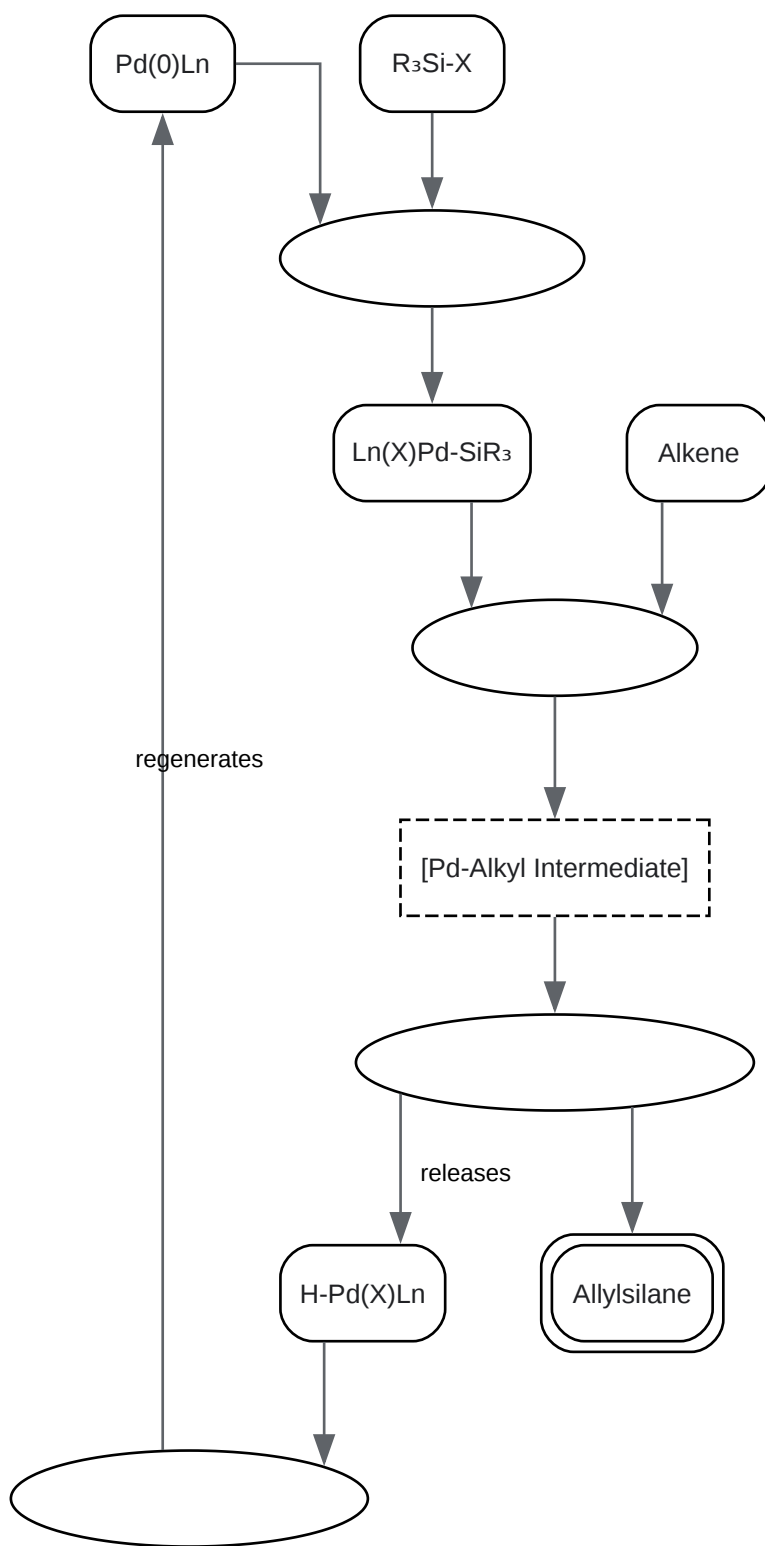 Pd(0)Ln
R₃Si-X
Ln(X)Pd-SiR₃
Alkene
regenerates
[Pd-Alkyl Intermediate]
releases
H-Pd(X)Ln
Allylsilane